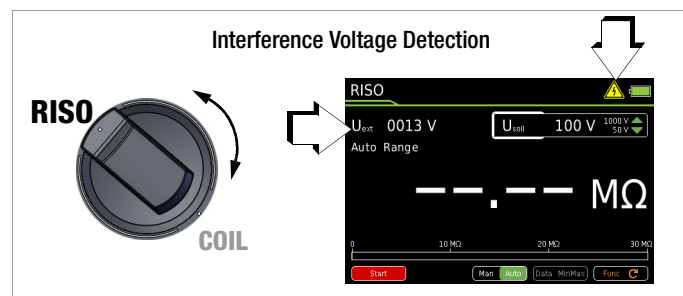 Interference Voltage Detection
RISO
COIL
RISO
Uext 0013 V
Usoll 100 V 1000 V 50 V
Auto Range
--.-- MΩ
0 10 MΩ 20 MΩ 30 MΩ
Start Man Auto Data MinMax Func